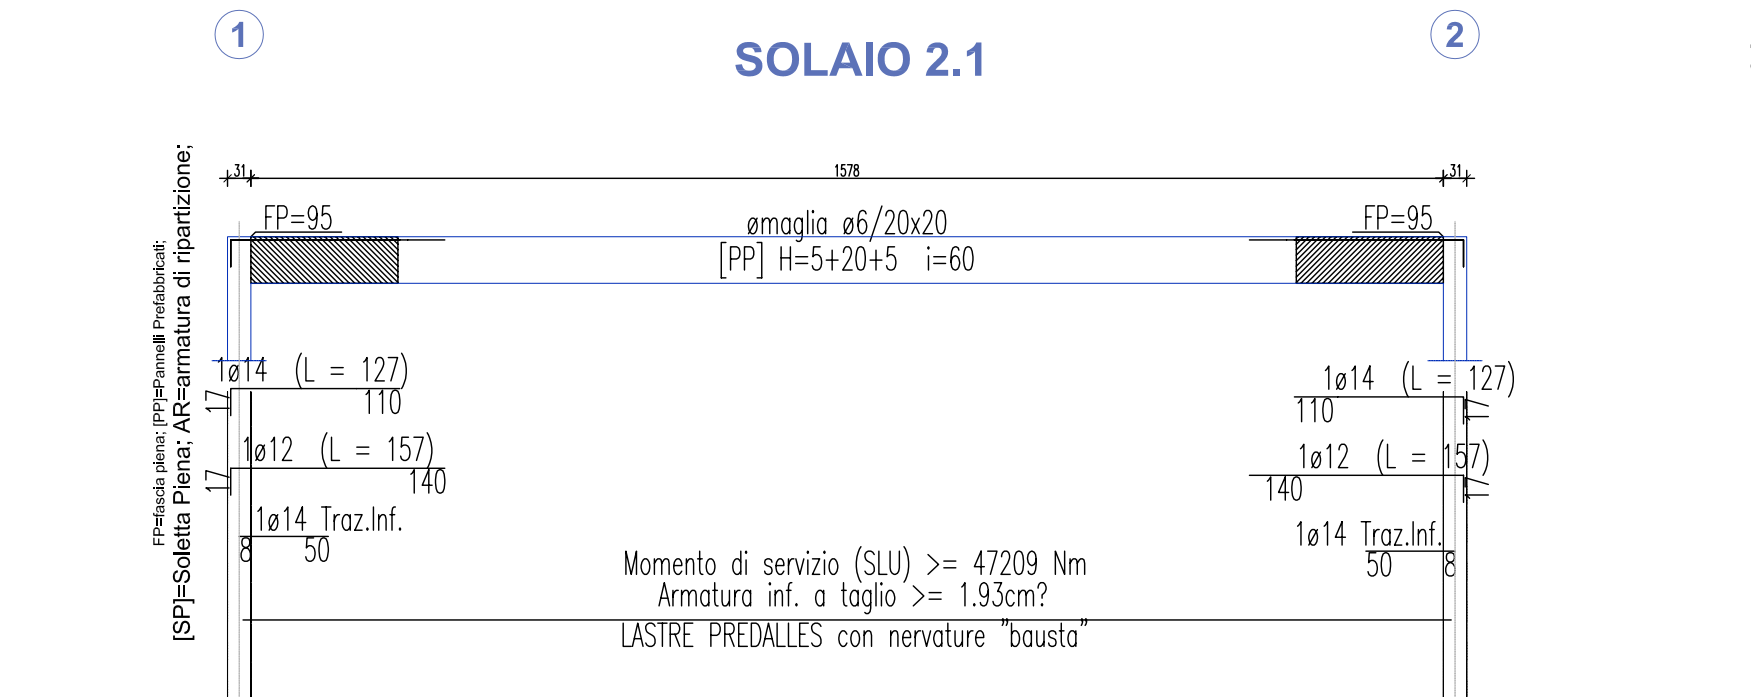 1
2
SOLAIO 2.1
31
1578
31
FP=95
ømaglia ø6/20x20
FP=95
[PP] H=5+20+5 i=60
FP=fascia piena; [PP]=Pannelli Prefabbricati;
[SP]=Soletta Piena; AR=armatura di ripartizione;
1ø14 (L = 127)
17
110
1ø14 (L = 127)
110
17
1ø12 (L = 157)
17
140
1ø12 (L = 157)
140
17
1ø14 Traz.Inf.
8 50
1ø14 Traz.Inf.
50 8
Momento di servizio (SLU) >= 47209 Nm
Armatura inf. a taglio >= 1.93cm?
LASTRE PREDALLES con nervature "bausta"